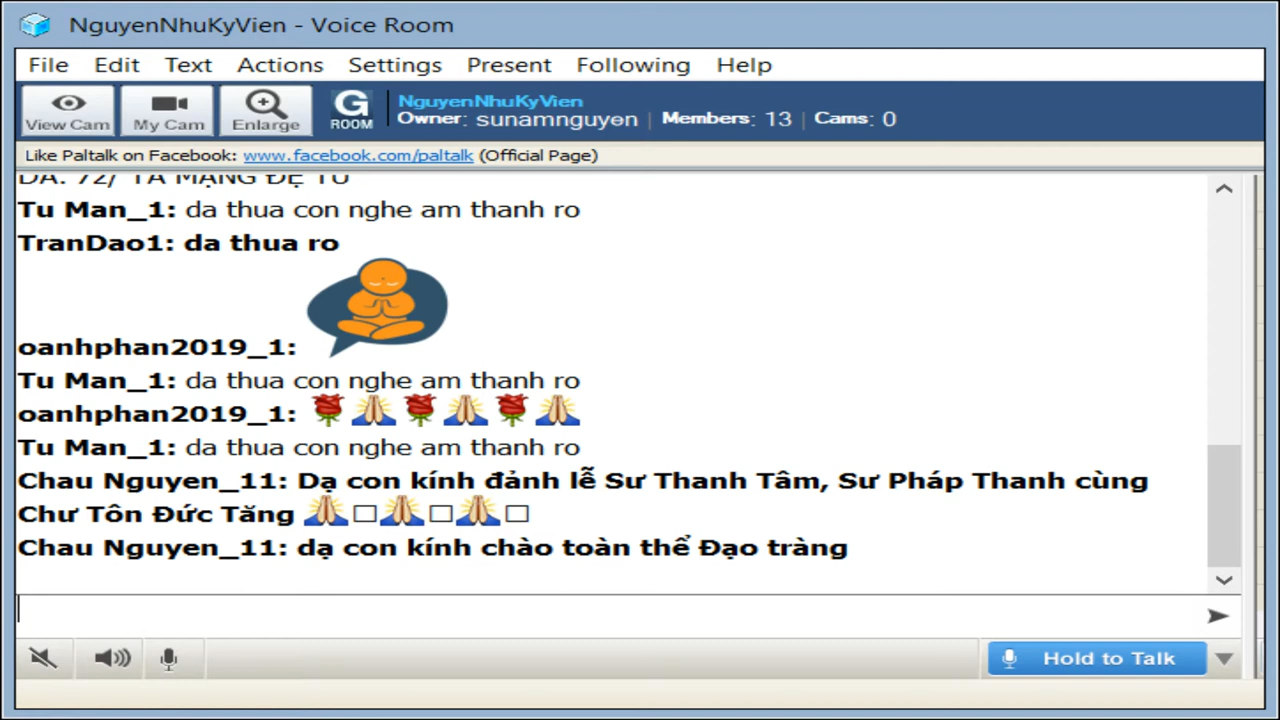 NguyenNhuKyVien - Voice Room
File Edit Text Actions Settings Present Following Help
View Cam My Cam Enlarge G ROOM
NguyenNhuKyVien
Owner: sunamnguyen | Members: 13 | Cams: 0
Like Paltalk on Facebook: www.facebook.com/paltalk (Official Page)
72/ TÀ MẠNG ĐỆ TỬ
Tu Man_1: da thua con nghe am thanh ro
TranDao1: da thua ro
oanhphan2019_1:
Tu Man_1: da thua con nghe am thanh ro
oanhphan2019_1: 🌹🙏🌹🙏🌹🙏
Tu Man_1: da thua con nghe am thanh ro
Chau Nguyen_11: Dạ con kính đảnh lễ Sư Thanh Tâm, Sư Pháp Thanh cùng
Chư Tôn Đức Tăng 🙏□🙏□🙏□
Chau Nguyen_11: dạ con kính chào toàn thể Đạo tràng
Hold to Talk